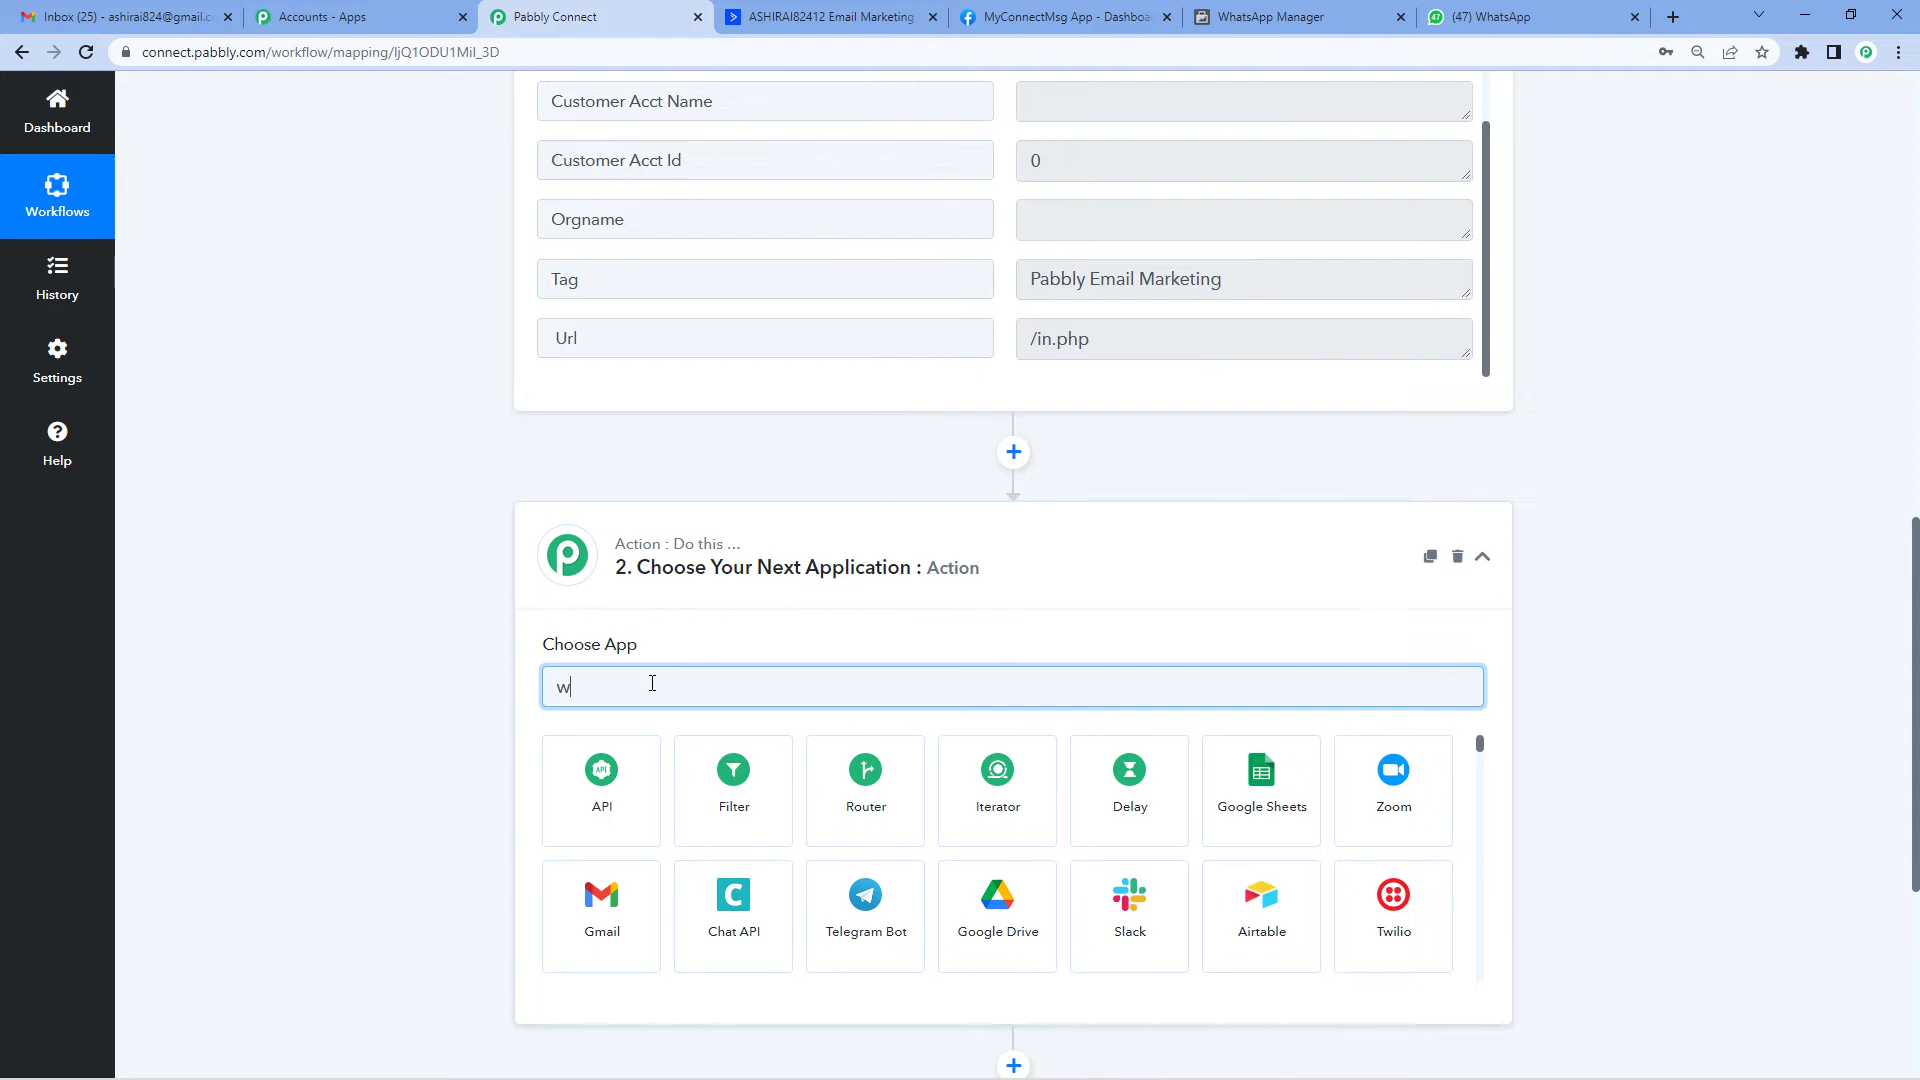 Inbox (25) - ashirai824@gmail.c
Accounts - Apps
Pabbly Connect
ASHIRAI82412 Email Marketing
MyConnectMsg App - Dashboa
WhatsApp Manager
47
(47) WhatsApp
connect.pabbly.com/workflow/mapping/IjQ1ODU1MiI_3D
Dashboard
Workflows
History
Settings
Help
Customer Acct Name
Customer Acct Id
0
Orgname
Tag
Pabbly Email Marketing
Url
/in.php
Action : Do this ...
2. Choose Your Next Application : Action
Choose App
w
API
API
Filter
Router
Iterator
Delay
Google Sheets
Zoom
Gmail
C
Chat API
Telegram Bot
Google Drive
Slack
Airtable
Twilio